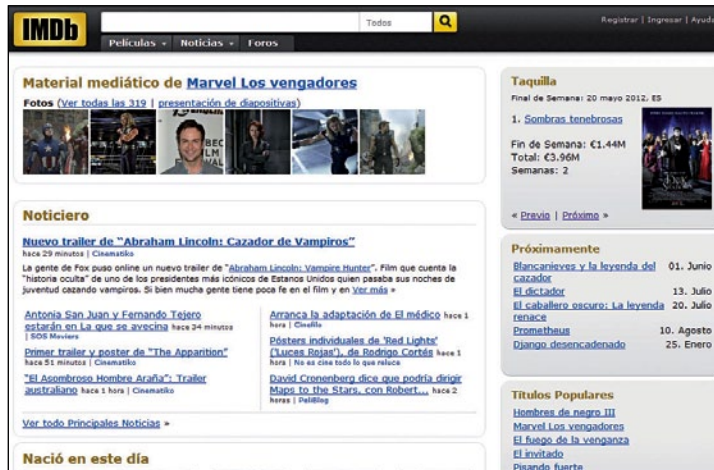 IMDb
Todos
Registrar | Ingresar | Ayuda
Películas Noticias Foros
Material mediático de Marvel Los vengadores
Fotos (Ver todas las 319 | presentación de diapositivas)
Noticiero
Nuevo trailer de "Abraham Lincoln: Cazador de Vampiros"
hace 29 minutos | Cinematiko
La gente de Fox puso online un nuevo trailer de "Abraham Lincoln: Vampire Hunter". Film que cuenta la
"historia oculta" de uno de los presidentes más icónicos de Estanos Unidos quien pasaba sus noches de
juventud cazando vampiros. Si bien mucha gente tiene poca fe en el film y en Ver más »
Antonia San Juan y Fernando Tejero
estarán en La que se avecina hace 34 minutos
| SOS Moviers
Primer trailer y poster de "The Apparition"
hace 51 minutos | Cinematiko
"El Asombroso Hombre Araña": Trailer
australiano hace 1 hora | Cinematiko
Arranca la adaptación de El médico hace 1
hora | Cinefilo
Pósters individuales de 'Red Lights'
('Luces Rojas'), de Rodrigo Cortés hace 1
hora | No es cine todo lo que reluce
David Cronenberg dice que podría dirigir
Maps to the Stars, con Robert... hace 2
horas | PeliBlog
Ver todo Principales Noticias »
Nació en este día
Taquilla
Final de Semana: 20 mayo 2012, ES
1. Sombras tenebrosas
Fin de Semana: €1.44M
Total: €3.96M
Semanas: 2
« Previo | Próximo »
Próximamente
Blancanieves y la leyenda del 01. Junio
cazador
El dictador 13. Julio
El caballero oscuro: La leyenda 20. Julio
renace
Prometheus 10. Agosto
Django desencadenado 25. Enero
Títulos Populares
Hombres de negro III
Marvel Los vengadores
El fuego de la venganza
El invitado
Pisando fuerte